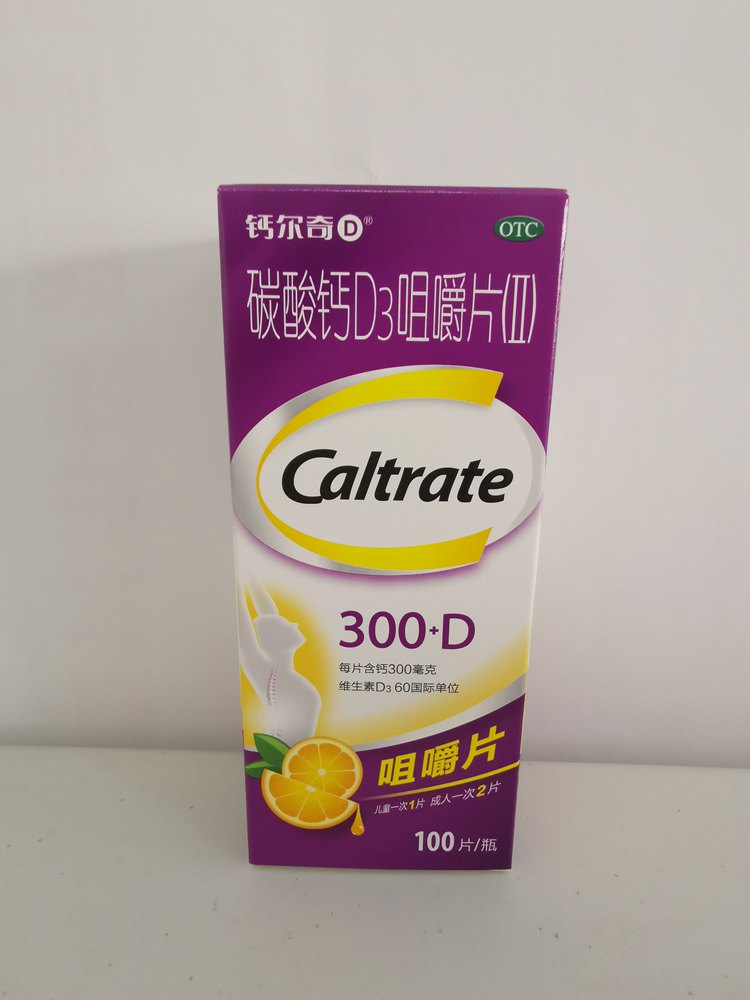 钙尔奇D®
OTC
碳酸钙D3咀嚼片(II)
Caltrate
300+D
每片含钙300毫克
维生素D3 60国际单位
咀嚼片
儿童一次1片 成人一次2片
100片/瓶